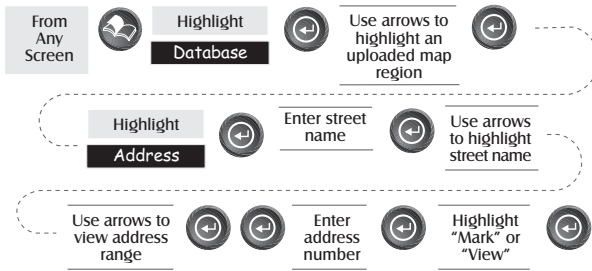 From
Any
Screen
Highlight
Database
Use arrows to
highlight an
uploaded map
region
Highlight
Address
Enter street
name
Use arrows
to highlight
street name
Use arrows to
view address
range
Enter
address
number
Highlight
“Mark” or
“View”